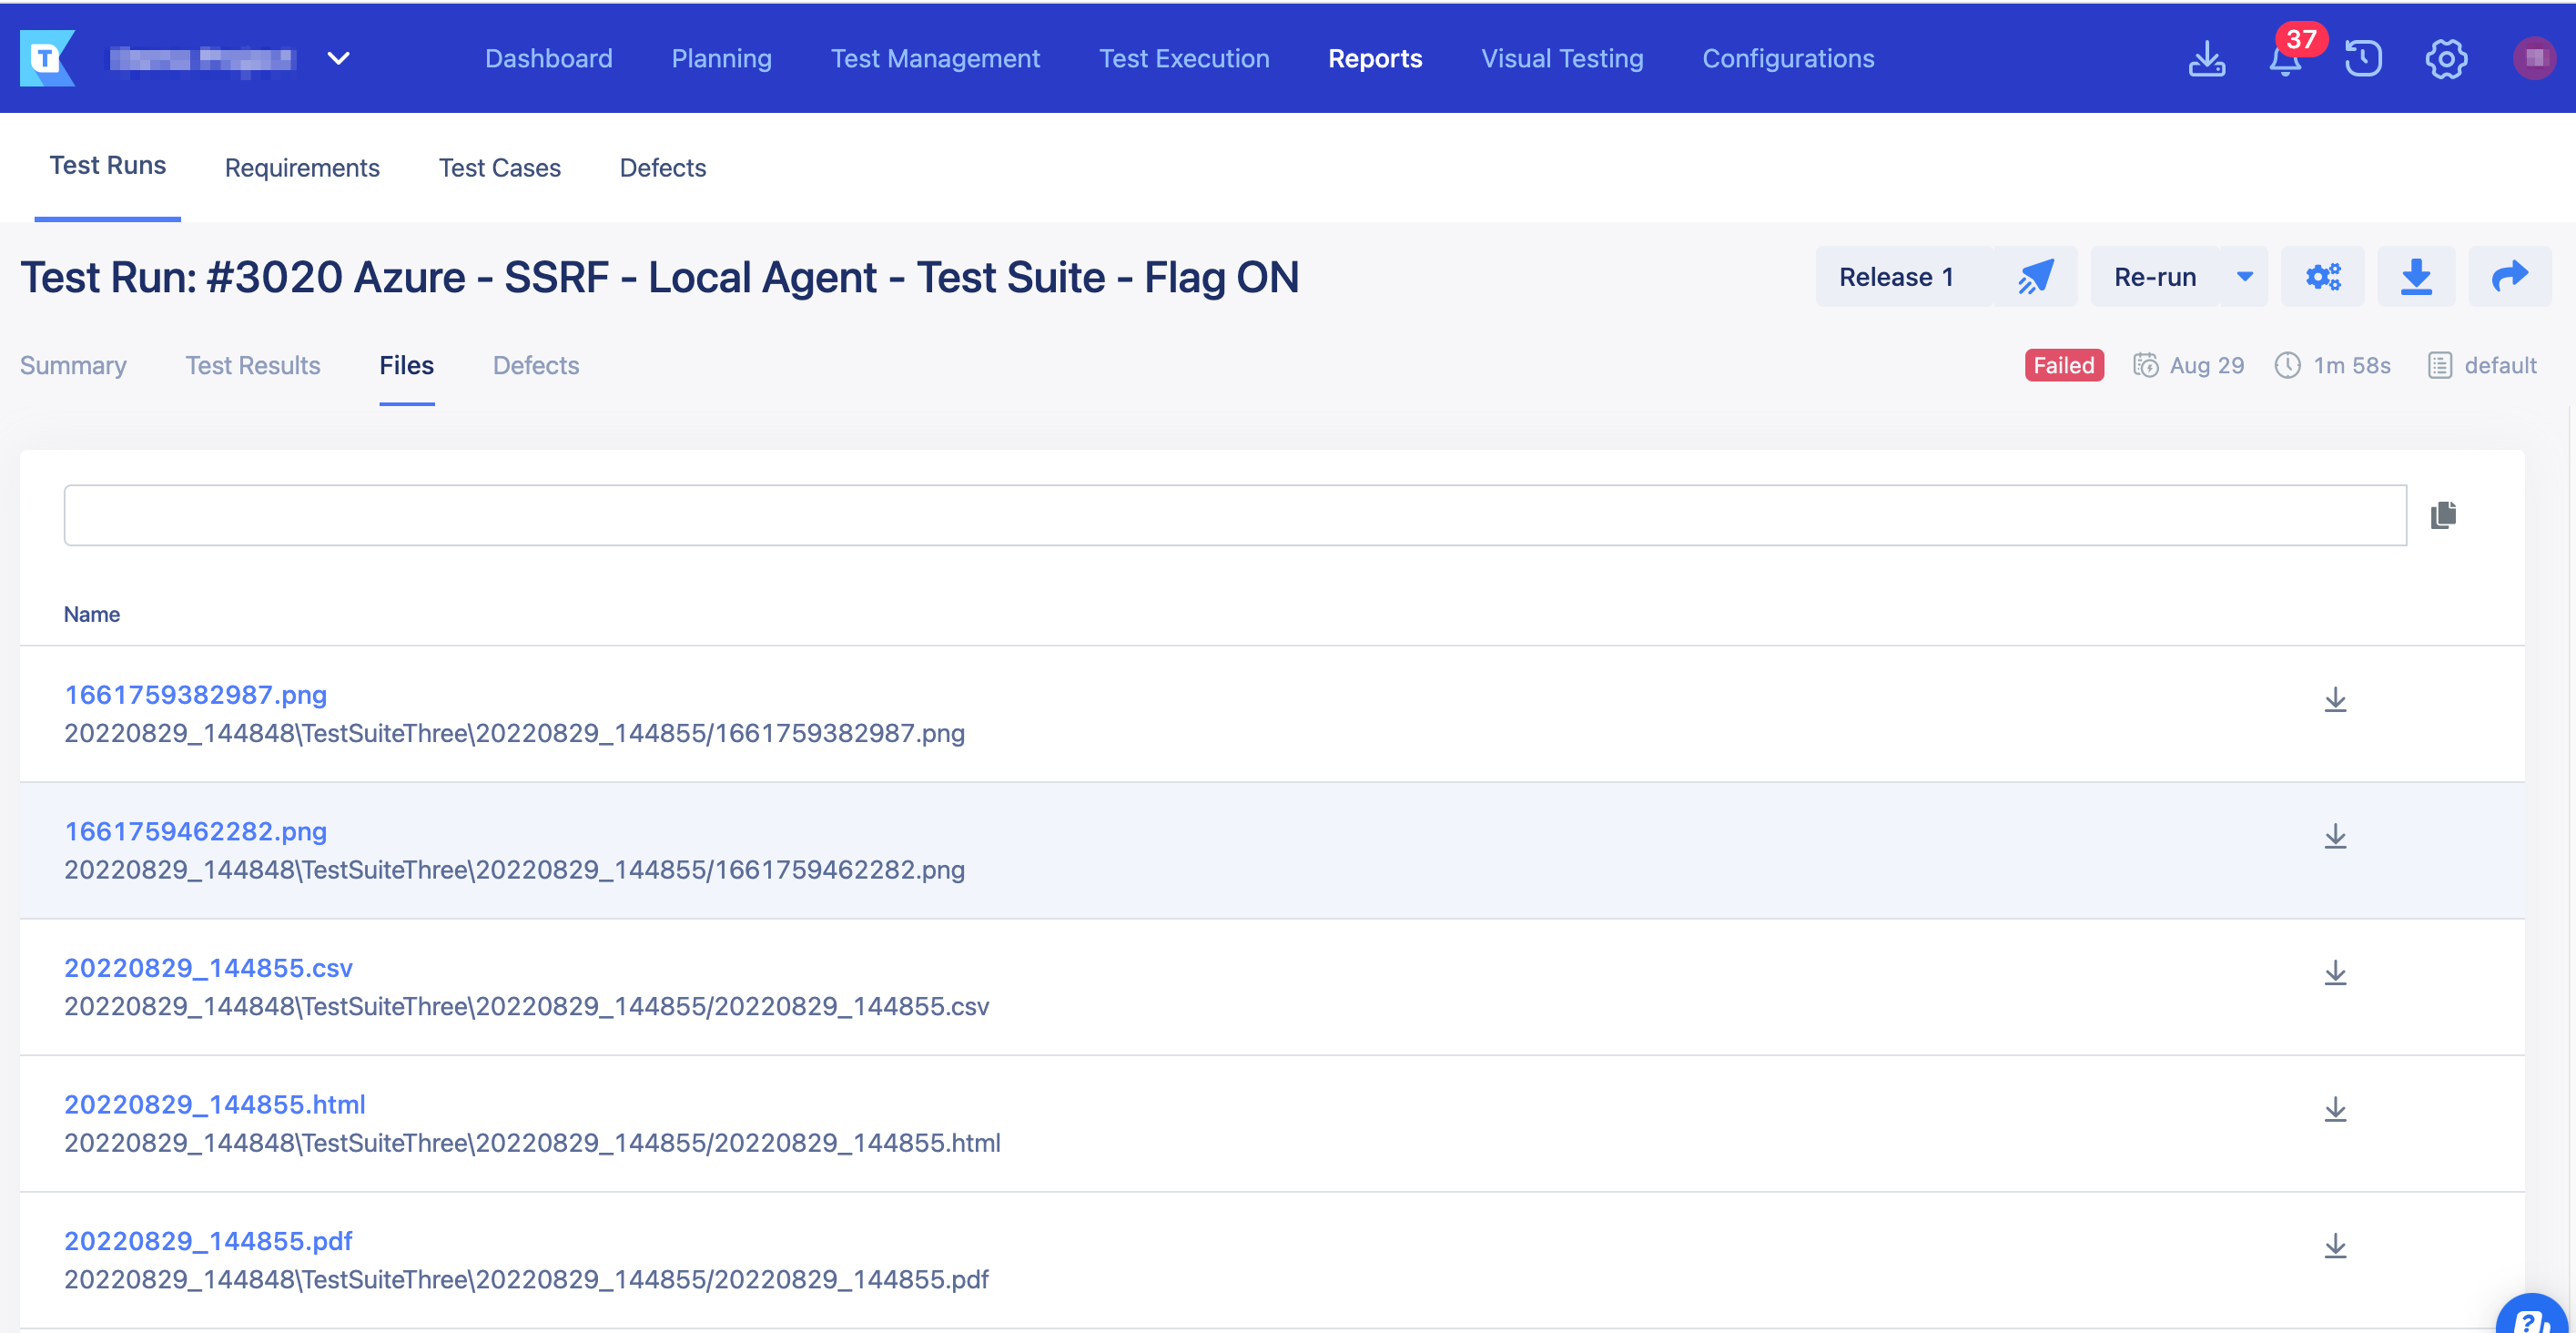 T
Dashboard Planning Test Management Test Execution Reports Visual Testing Configurations 37
Test Runs Requirements Test Cases Defects
Test Run: #3020 Azure - SSRF - Local Agent - Test Suite - Flag ON Release 1 Re-run
Summary Test Results Files Defects Failed Aug 29 1m 58s default
Name
1661759382987.png
20220829_144848\TestSuiteThree\20220829_144855/1661759382987.png
1661759462282.png
20220829_144848\TestSuiteThree\20220829_144855/1661759462282.png
20220829_144855.csv
20220829_144848\TestSuiteThree\20220829_144855/20220829_144855.csv
20220829_144855.html
20220829_144848\TestSuiteThree\20220829_144855/20220829_144855.html
20220829_144855.pdf
20220829_144848\TestSuiteThree\20220829_144855/20220829_144855.pdf
?